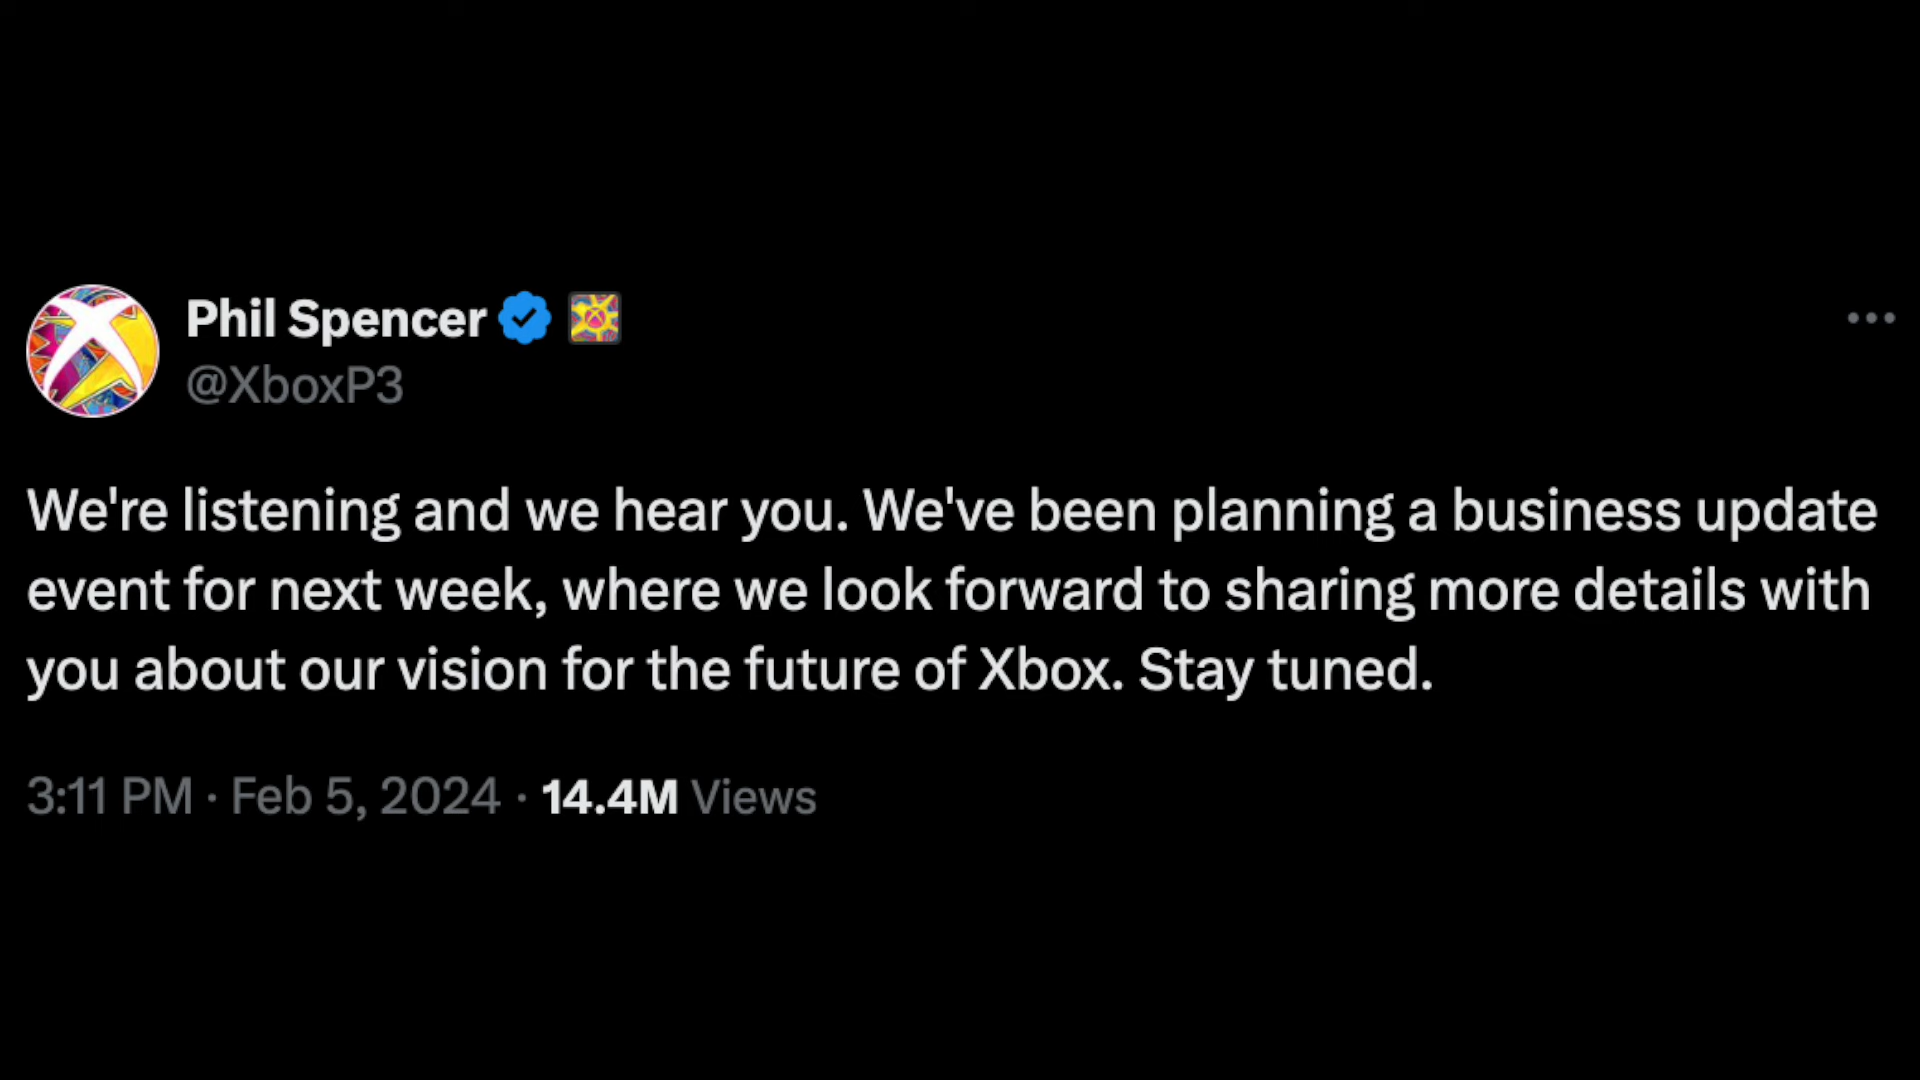 Phil Spencer
@XboxP3
We're listening and we hear you. We've been planning a business update
event for next week, where we look forward to sharing more details with
you about our vision for the future of Xbox. Stay tuned.
3:11 PM · Feb 5, 2024 · 14.4M Views